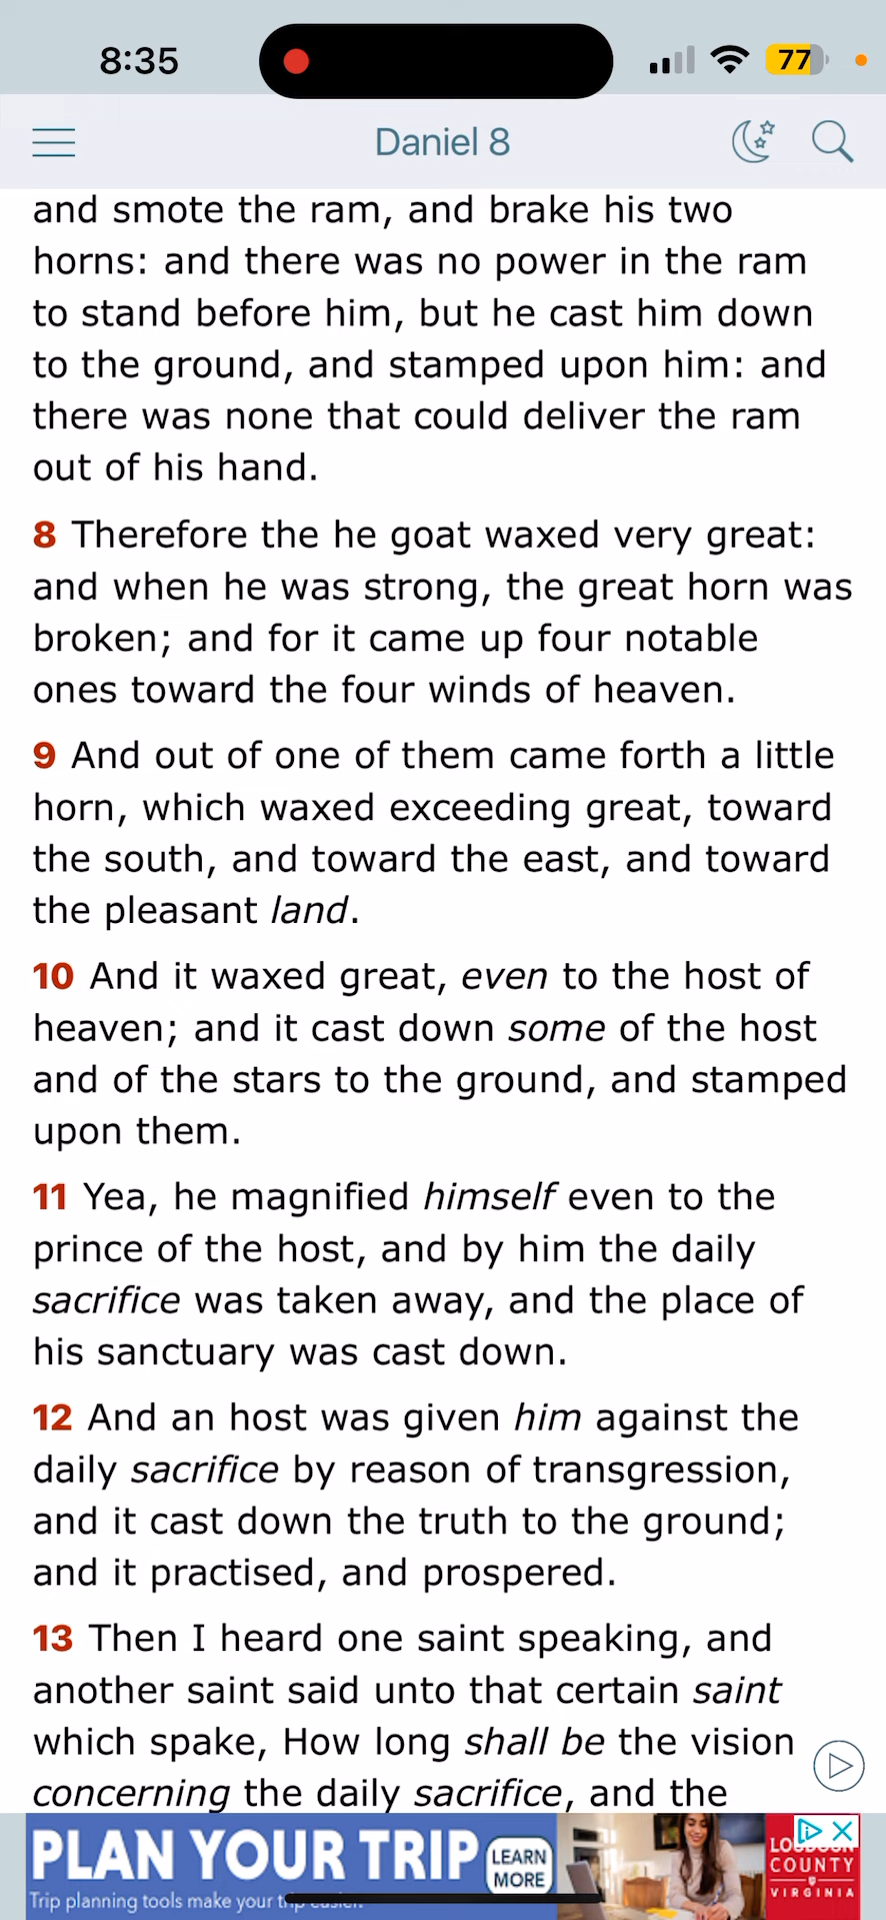 8:35
77
Daniel 8
and smote the ram, and brake his two
horns: and there was no power in the ram
to stand before him, but he cast him down
to the ground, and stamped upon him: and
there was none that could deliver the ram
out of his hand.
8 Therefore the he goat waxed very great:
and when he was strong, the great horn was
broken; and for it came up four notable
ones toward the four winds of heaven.
9 And out of one of them came forth a little
horn, which waxed exceeding great, toward
the south, and toward the east, and toward
the pleasant land.
10 And it waxed great, even to the host of
heaven; and it cast down some of the host
and of the stars to the ground, and stamped
upon them.
11 Yea, he magnified himself even to the
prince of the host, and by him the daily
sacrifice was taken away, and the place of
his sanctuary was cast down.
12 And an host was given him against the
daily sacrifice by reason of transgression,
and it cast down the truth to the ground;
and it practised, and prospered.
13 Then I heard one saint speaking, and
another saint said unto that certain saint
which spake, How long shall be the vision
concerning the daily sacrifice, and the
PLAN YOUR TRIP
LEARN
MORE
Trip planning tools make your
COUNTY
VIRGINIA